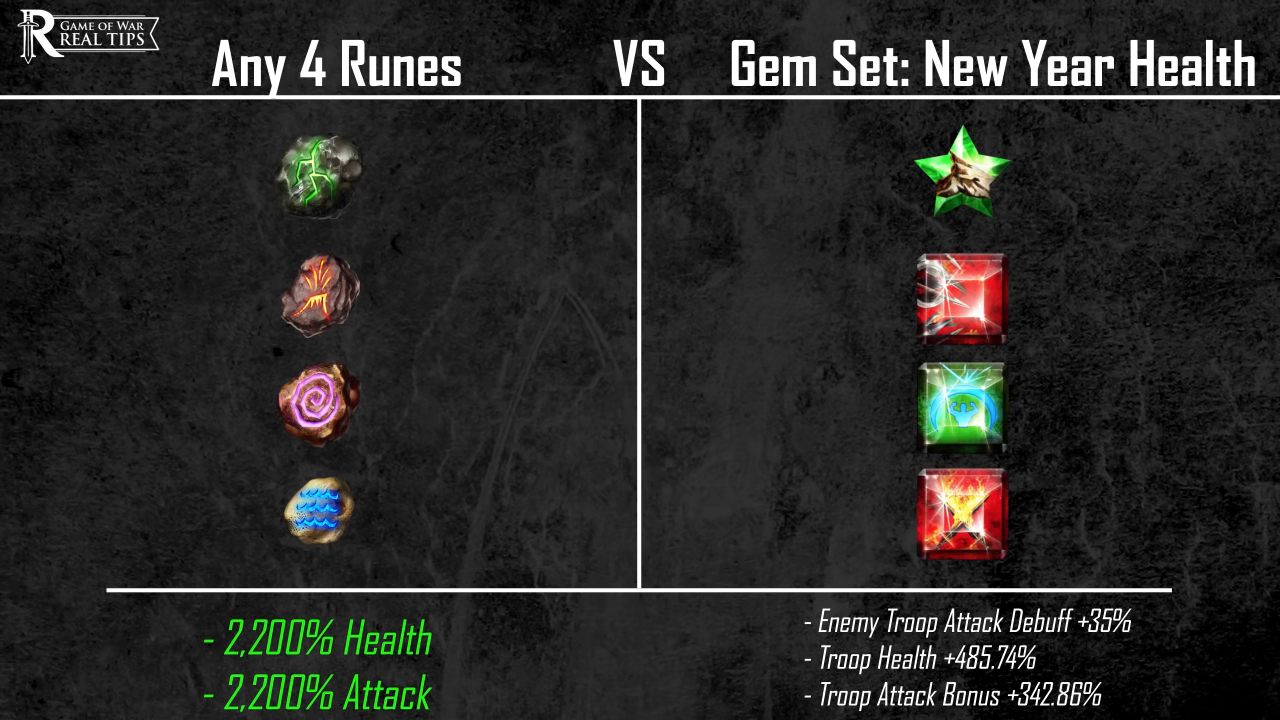 GAME OF WAR
REAL TIPS
Any 4 Runes VS Gem Set: New Year Health
- 2,200% Health
- 2,200% Attack
- Enemy Troop Attack Debuff +35%
- Troop Health +485.74%
- Troop Attack Bonus +342.86%